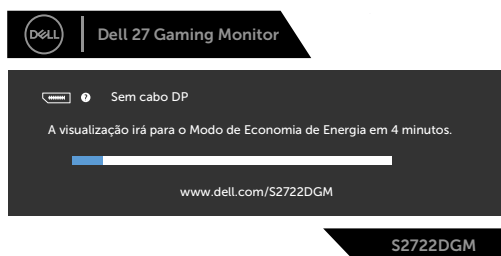 DELL
Dell 27 Gaming Monitor
? Sem cabo DP
A visualização irá para o Modo de Economia de Energia em 4 minutos.
www.dell.com/S2722DGM
S2722DGM